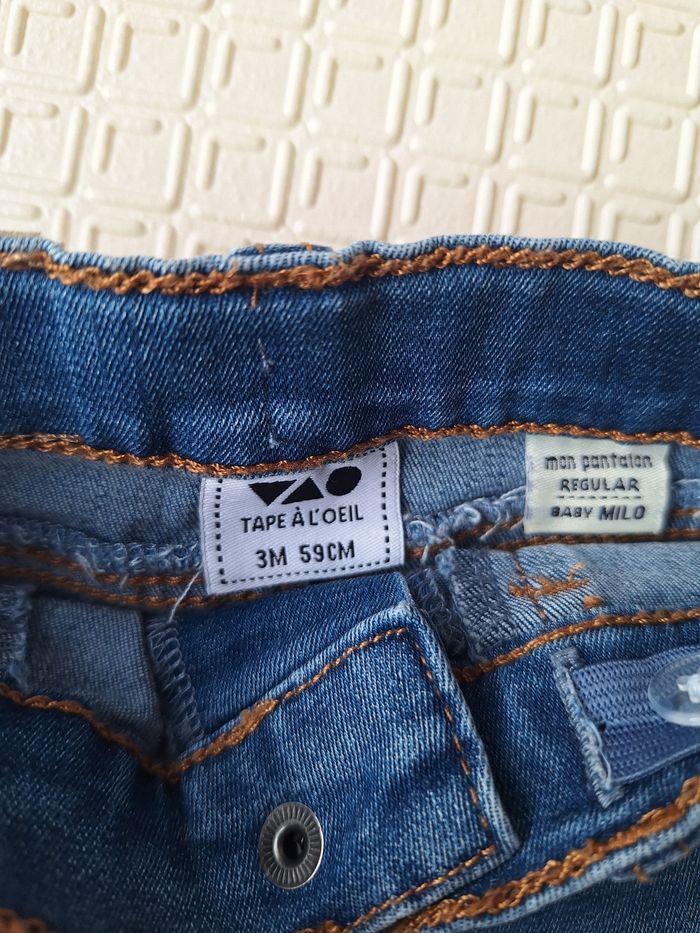 TAPE À L'OEIL
3M 59CM
mon pantalon
REGULAR
BABY MILO